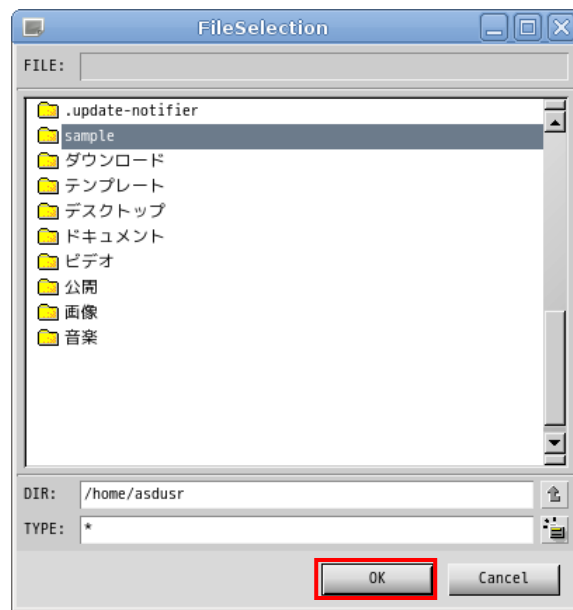 FileSelection
FILE:
.update-notifier
sample
ダウンロード
テンプレート
デスクトップ
ドキュメント
ビデオ
公開
画像
音楽
DIR: /home/asdusr
TYPE: *
OK Cancel